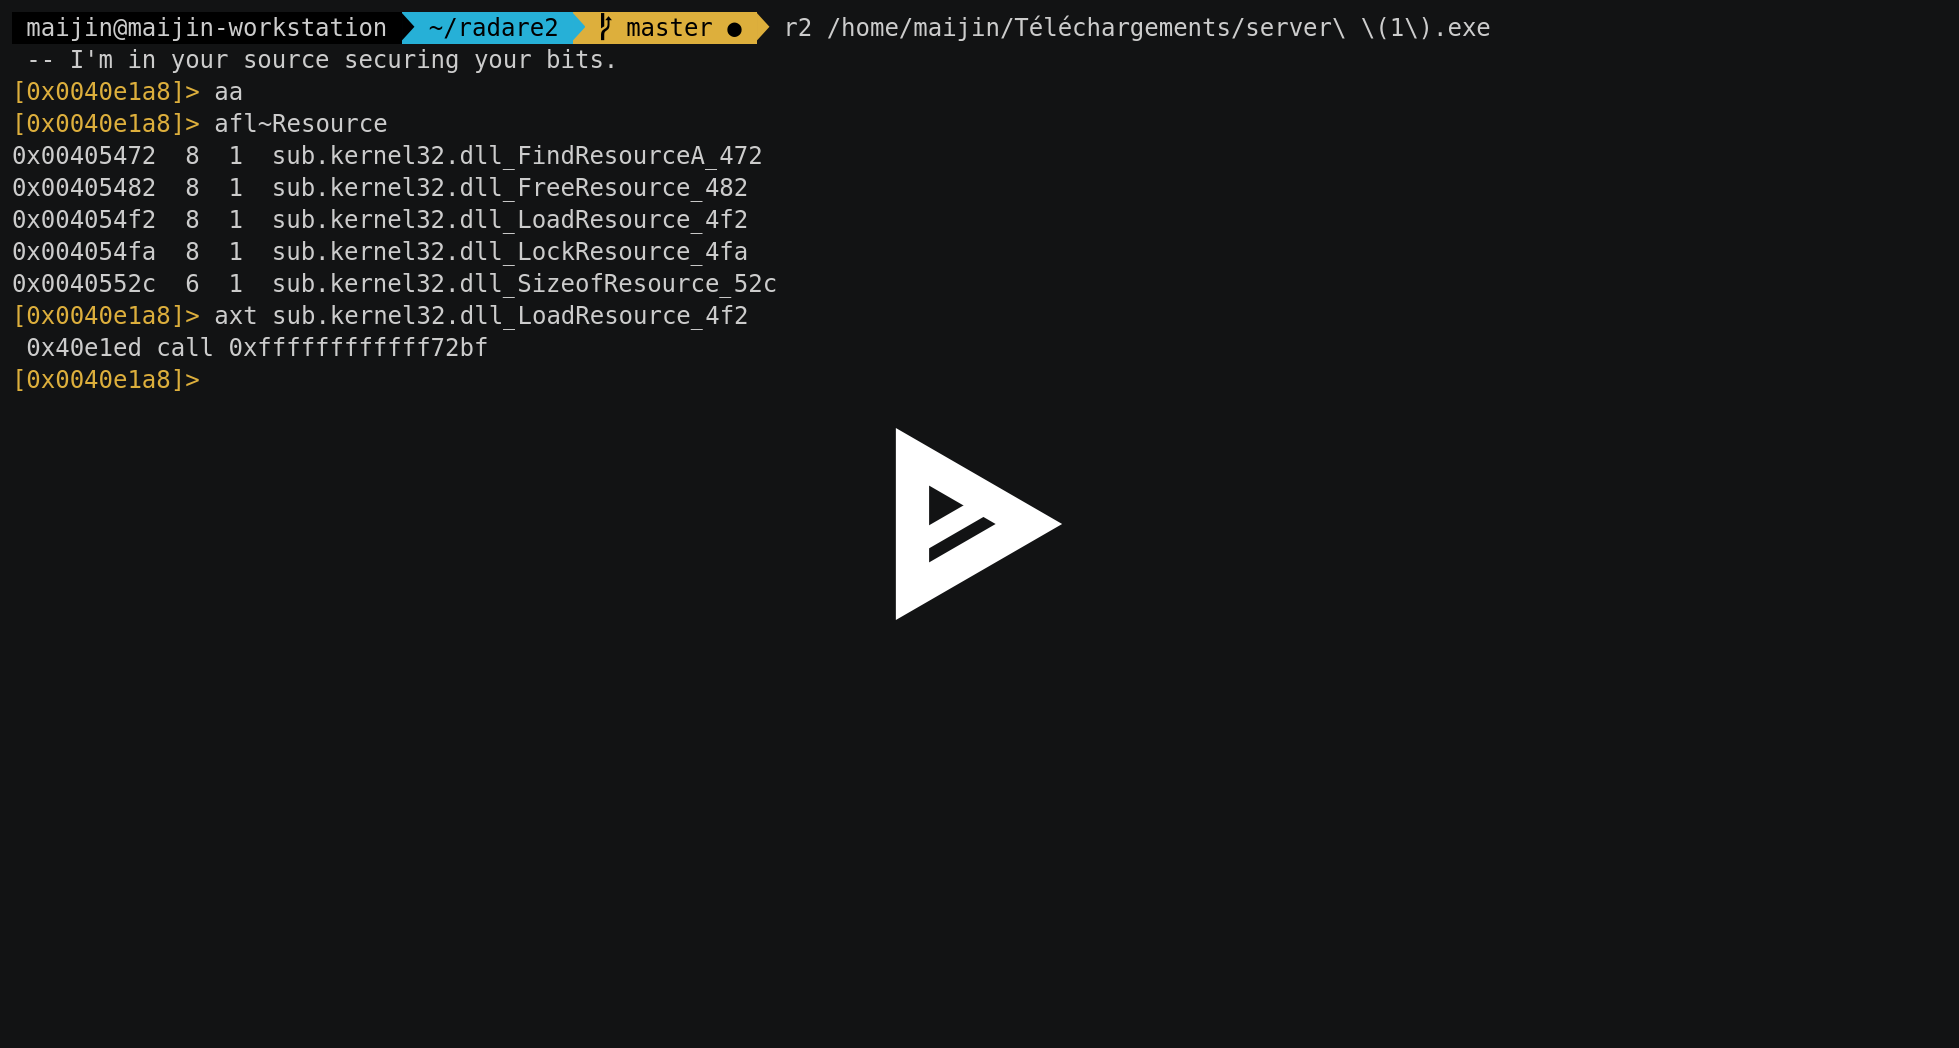 maijin@maijin-workstation ~/radare2 master ● r2 /home/maijin/Téléchargements/server\ \(1\).exe
-- I'm in your source securing your bits.
[0x0040e1a8]> aa
[0x0040e1a8]> afl~Resource
0x00405472  8  1  sub.kernel32.dll_FindResourceA_472
0x00405482  8  1  sub.kernel32.dll_FreeResource_482
0x004054f2  8  1  sub.kernel32.dll_LoadResource_4f2
0x004054fa  8  1  sub.kernel32.dll_LockResource_4fa
0x0040552c  6  1  sub.kernel32.dll_SizeofResource_52c
[0x0040e1a8]> axt sub.kernel32.dll_LoadResource_4f2
0x40e1ed call 0xffffffffffff72bf
[0x0040e1a8]>